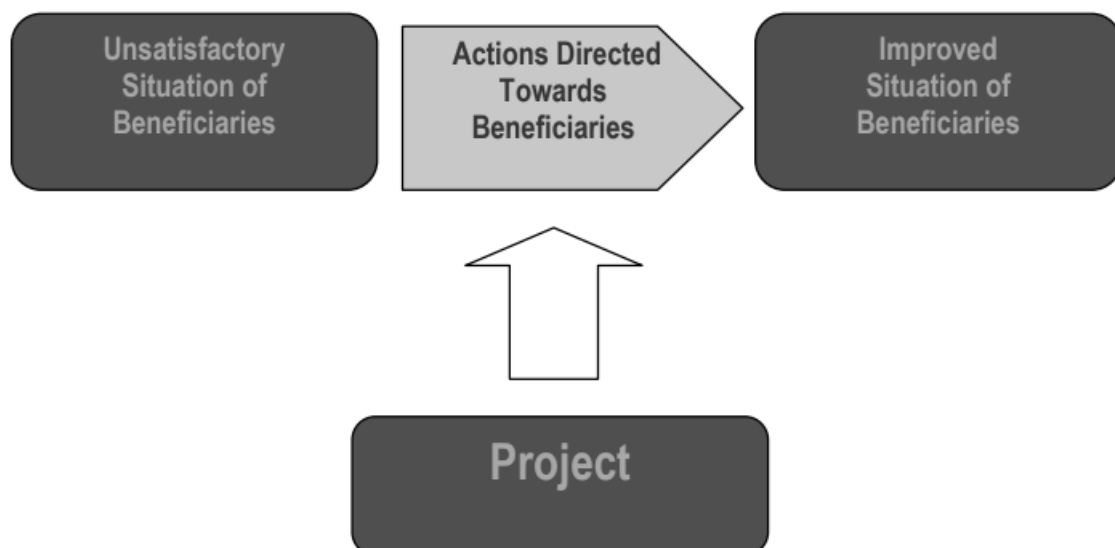 Unsatisfactory
Situation of
Beneficiaries
Actions Directed
Towards
Beneficiaries
Improved
Situation of
Beneficiaries
Project